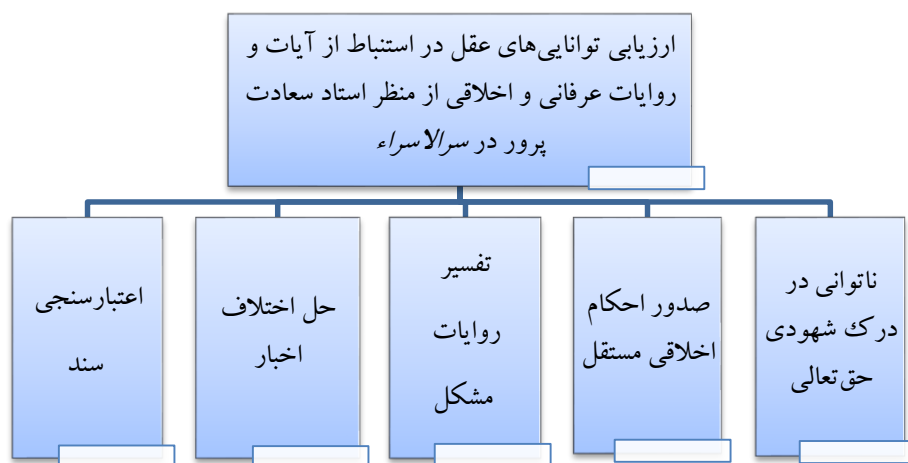 ارزیابی توانایی‌های عقل در استنباط از آیات و
روایات عرفانی و اخلاقی از منظر استاد سعادت
پرور در سرالاسراء
ناتوانی در
درک شهودی
حق‌تعالی
صدور احکام
اخلاقی مستقل
تفسیر
روایات
مشکل
حل اختلاف
اخبار
اعتبارسنجی
سند